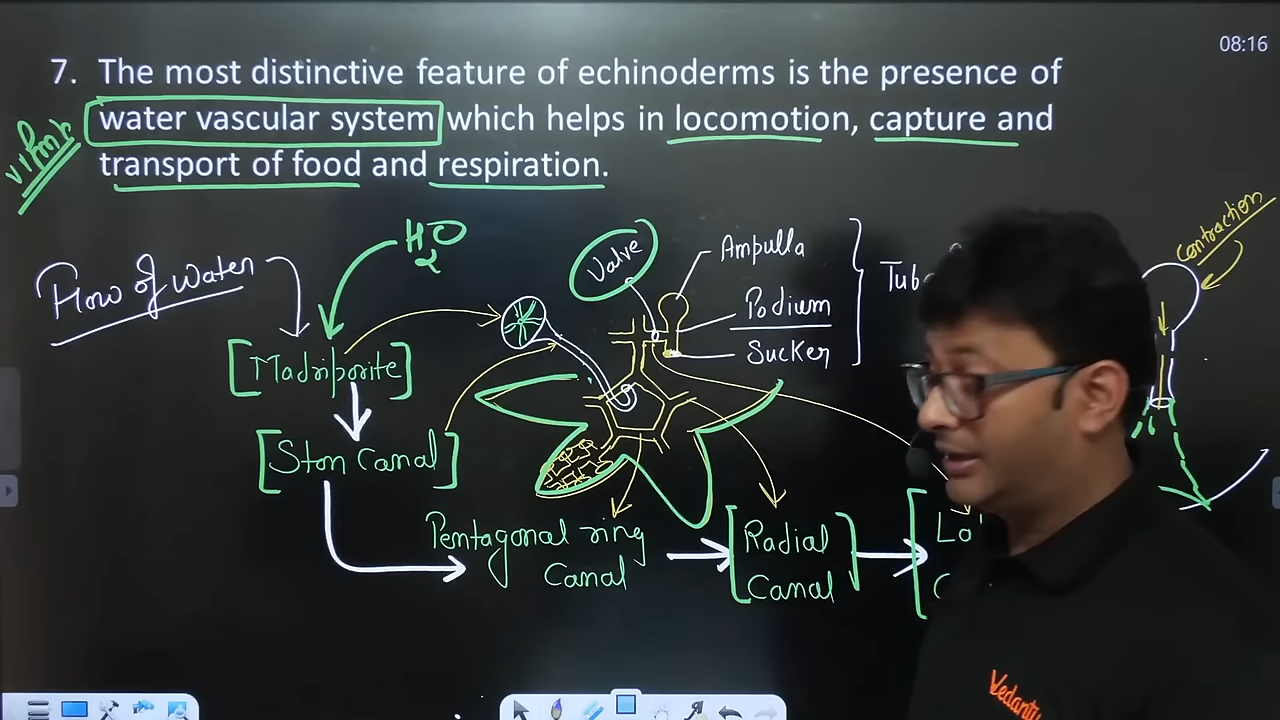 08:16
7. The most distinctive feature of echinoderms is the presence of
water vascular system which helps in locomotion, capture and
transport of food and respiration.
v. Imp.
H2O
Flow of Water
Valve
Ampulla
Podium
Sucker
Tub
Contraction
[Madriporite]
[Ston Canal]
Pentagonal ring
Canal
[Radial
Canal]
[La
C
Vedantu